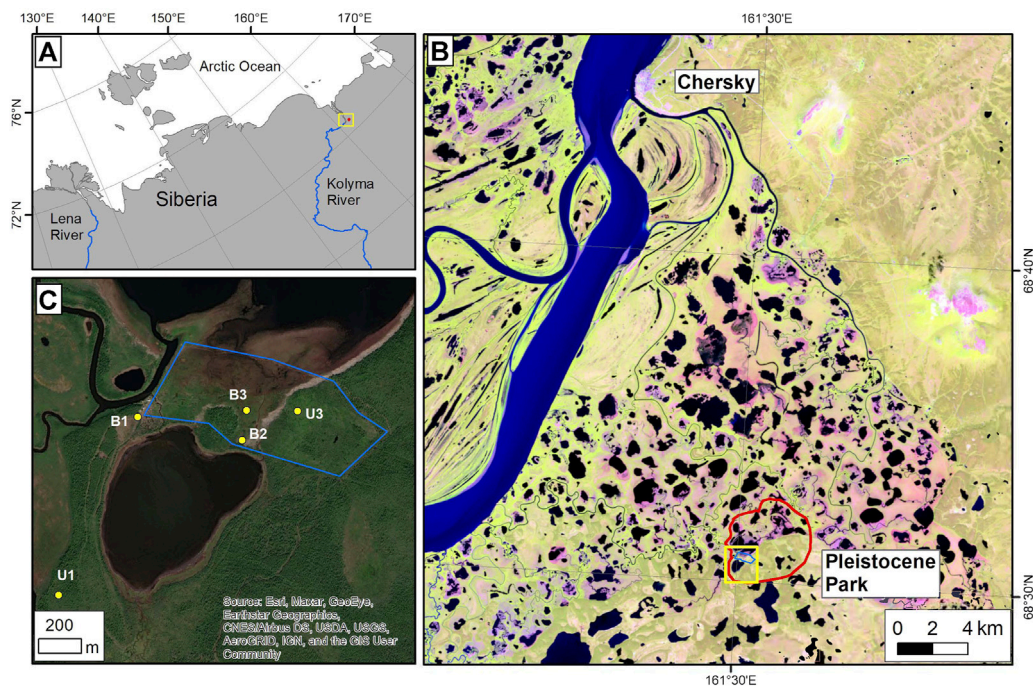 130°E
140°E
150°E
160°E
170°E
161°30'E
A
Arctic Ocean
76°N
72°N
Siberia
Lena
River
Kolyma
River
B
Chersky
68°40'N
68°30'N
Pleistocene
Park
0 2 4 km
161°30'E
C
B1
B3
B2
U3
U1
200
m
Source: Esri, Maxar, GeoEye,
Earthstar Geographics,
CNES/Airbus DS, USDA, USGS,
AeroGRID, IGN, and the GIS User
Community